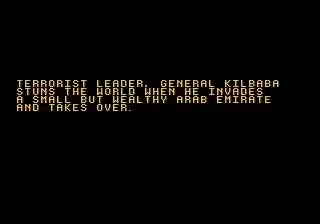 TERRORIST LEADER, GENERAL KILBABA
STUNS THE WORLD WHEN HE INVADES
A SMALL BUT WEALTHY ARAB EMIRATE
AND TAKES OVER.